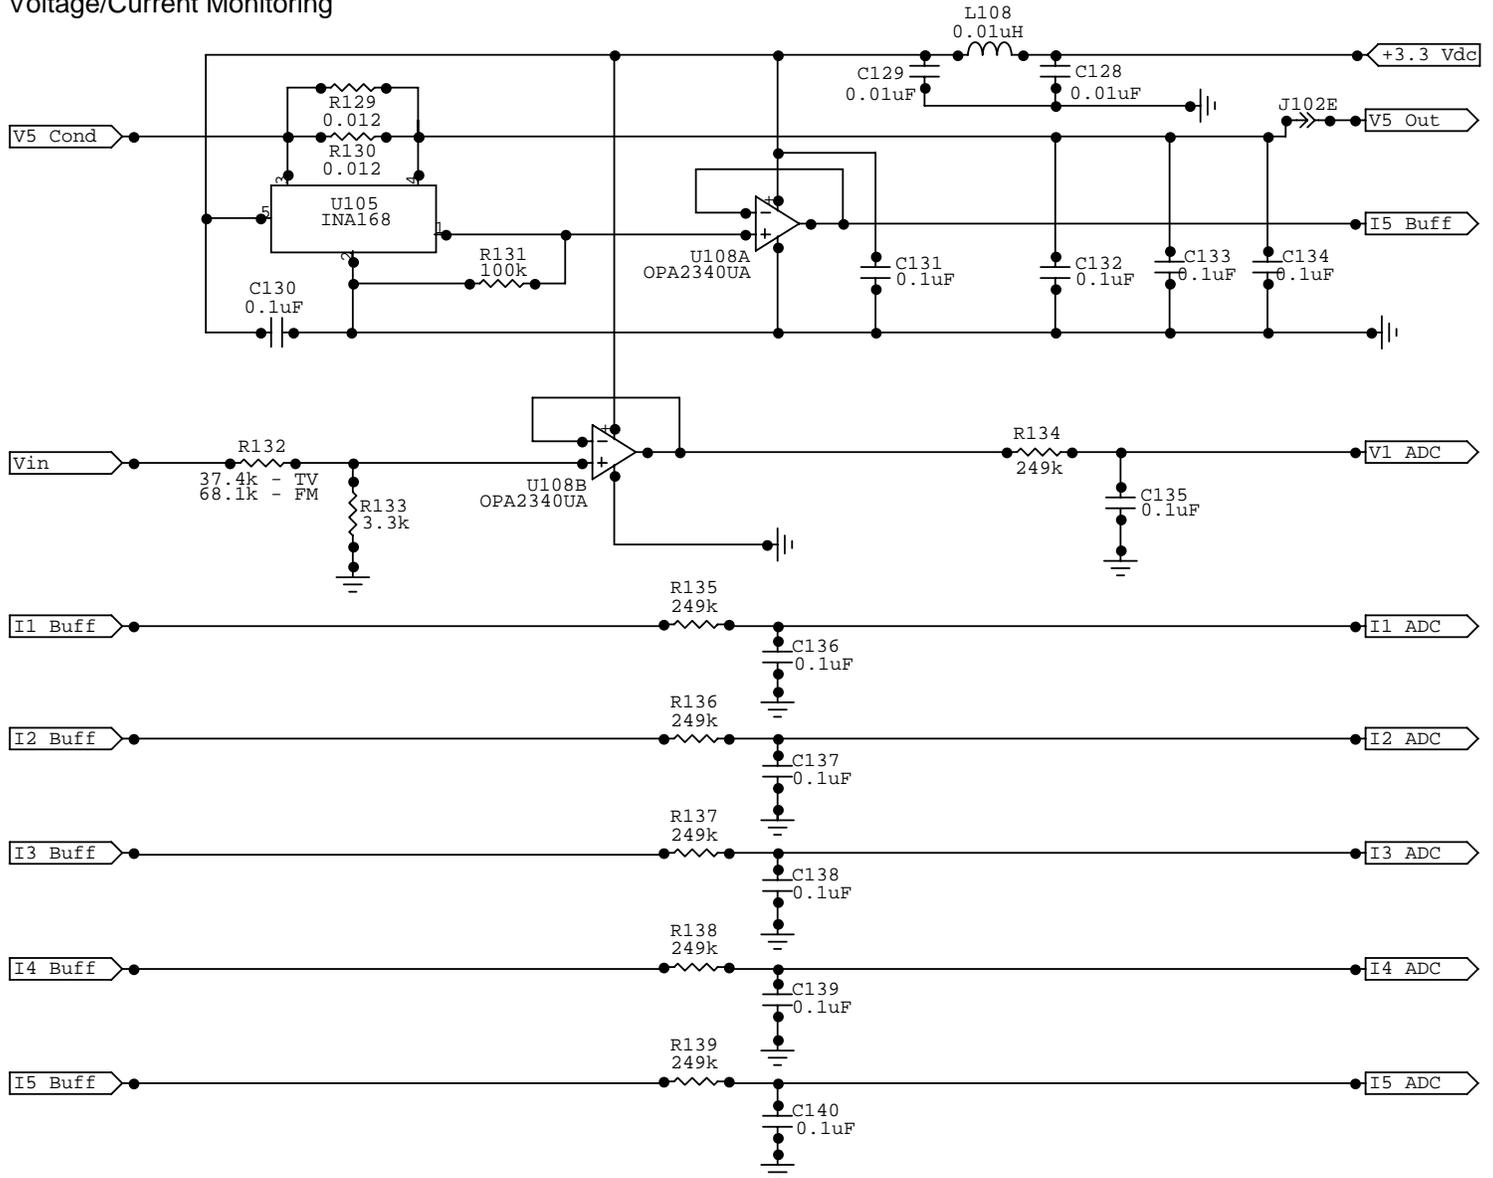 Voltage/Current Monitoring
L108
0.01uH
+3.3 Vdc
C129
0.01uF
C128
0.01uF
R129
0.012
J102E
V5 Cond
V5 Out
R130
0.012
3
4
U105
INA168
5
1
2
+
−
+
I5 Buff
U108A
OPA2340UA
R131
100k
C131
0.1uF
C132
0.1uF
C133
0.1uF
C134
0.1uF
C130
0.1uF
Vin
R132
37.4k - TV
68.1k - FM
R133
3.3k
+
−
+
U108B
OPA2340UA
R134
249k
V1 ADC
C135
0.1uF
R135
249k
I1 Buff
I1 ADC
C136
0.1uF
R136
249k
I2 Buff
I2 ADC
C137
0.1uF
R137
249k
I3 Buff
I3 ADC
C138
0.1uF
R138
249k
I4 Buff
I4 ADC
C139
0.1uF
R139
249k
I5 Buff
I5 ADC
C140
0.1uF